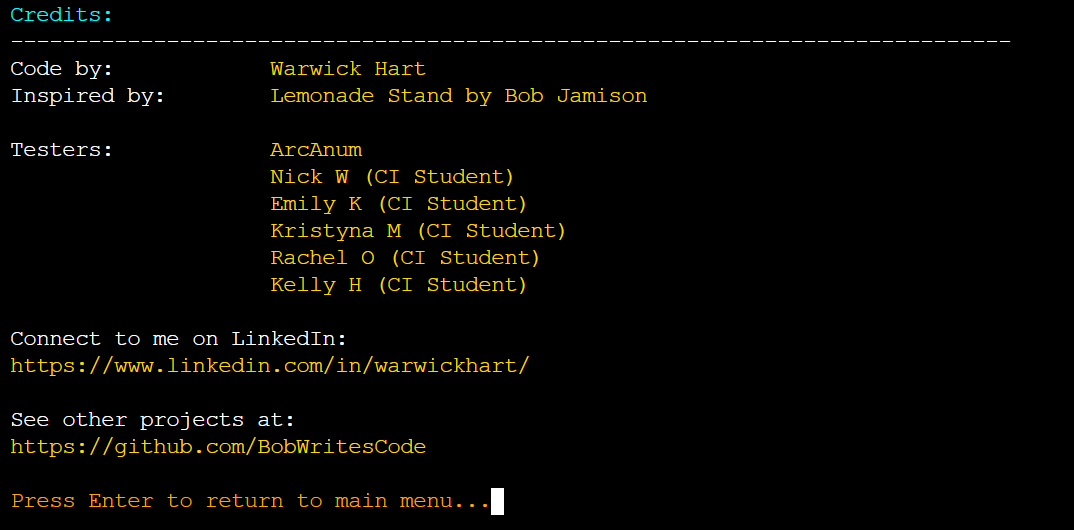 Credits:
-----------------------------------------------------------------------------
Code by: Warwick Hart
Inspired by: Lemonade Stand by Bob Jamison
Testers: ArcAnum
Nick W (CI Student)
Emily K (CI Student)
Kristyna M (CI Student)
Rachel O (CI Student)
Kelly H (CI Student)
Connect to me on LinkedIn:
https://www.linkedin.com/in/warwickhart/
See other projects at:
https://github.com/BobWritesCode
Press Enter to return to main menu...